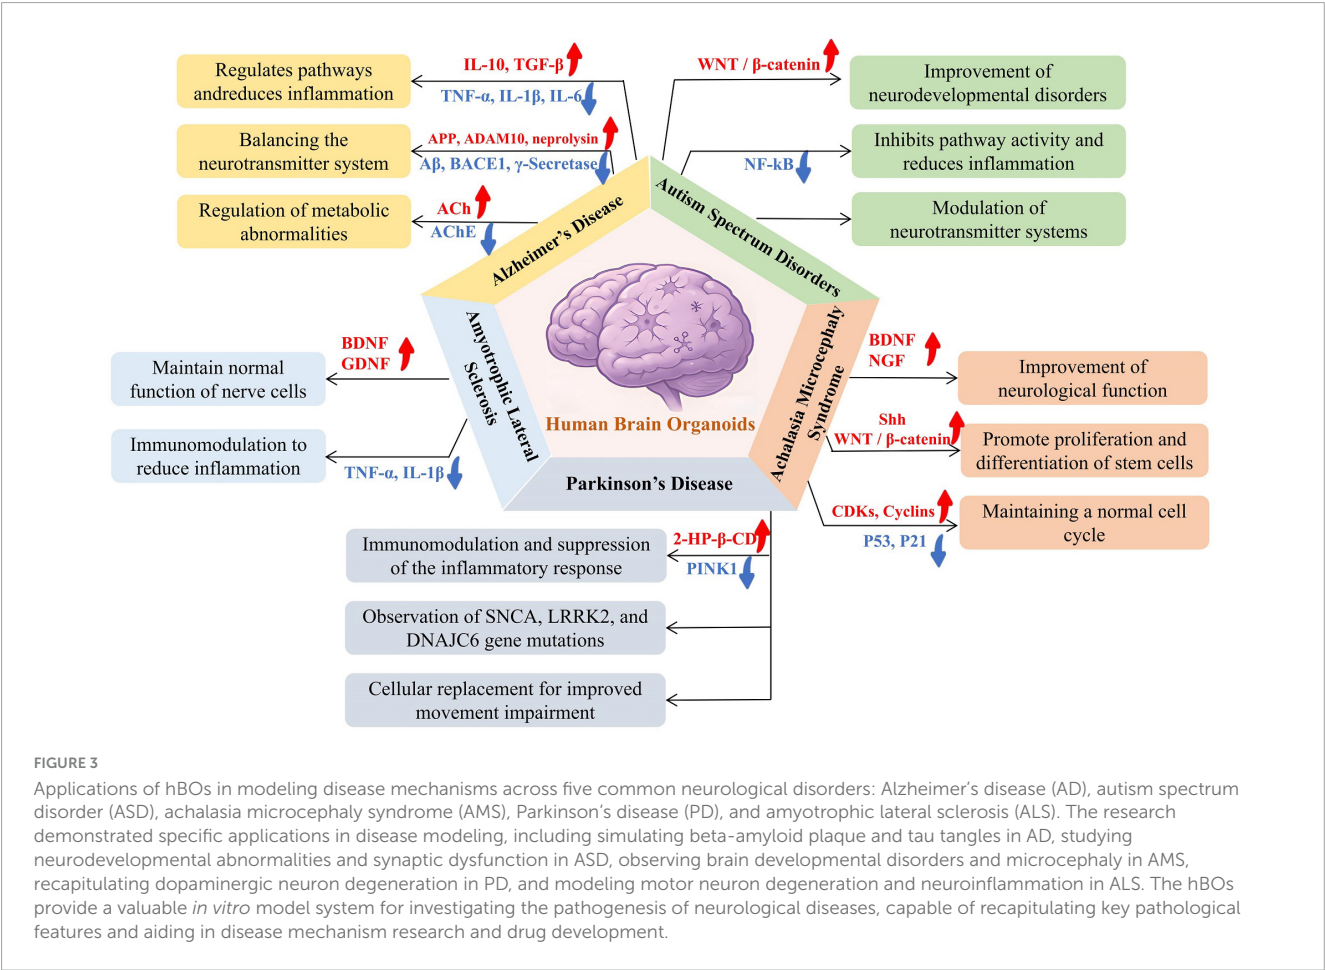 Regulates pathways
andreduces inflammation
IL-10, TGF-β
TNF-α, IL-1β, IL-6
Balancing the
neurotransmitter system
APP, ADAM10, neprolysin
Aβ, BACE1, γ-Secretase
Regulation of metabolic
abnormalities
ACh
AChE
Alzheimer's Disease
WNT / β-catenin
Improvement of
neurodevelopmental disorders
NF-kB
Inhibits pathway activity and
reduces inflammation
Modulation of
neurotransmitter systems
Autism Spectrum Disorders
Maintain normal
function of nerve cells
BDNF
GDNF
Immunomodulation to
reduce inflammation
TNF-α, IL-1β
Amyotrophic Lateral
Sclerosis
Human Brain Organoids
Achalasia Microcephaly
Syndrome
BDNF
NGF
Improvement of
neurological function
Shh
WNT / β-catenin
Promote proliferation and
differentiation of stem cells
CDKs, Cyclins
P53, P21
Maintaining a normal cell
cycle
Parkinson's Disease
Immunomodulation and suppression
of the inflammatory response
2-HP-β-CD
PINK1
Observation of SNCA, LRRK2, and
DNAJC6 gene mutations
Cellular replacement for improved
movement impairment
FIGURE 3
Applications of hBOs in modeling disease mechanisms across five common neurological disorders: Alzheimer's disease (AD), autism spectrum
disorder (ASD), achalasia microcephaly syndrome (AMS), Parkinson's disease (PD), and amyotrophic lateral sclerosis (ALS). The research
demonstrated specific applications in disease modeling, including simulating beta-amyloid plaque and tau tangles in AD, studying
neurodevelopmental abnormalities and synaptic dysfunction in ASD, observing brain developmental disorders and microcephaly in AMS,
recapitulating dopaminergic neuron degeneration in PD, and modeling motor neuron degeneration and neuroinflammation in ALS. The hBOs
provide a valuable in vitro model system for investigating the pathogenesis of neurological diseases, capable of recapitulating key pathological
features and aiding in disease mechanism research and drug development.